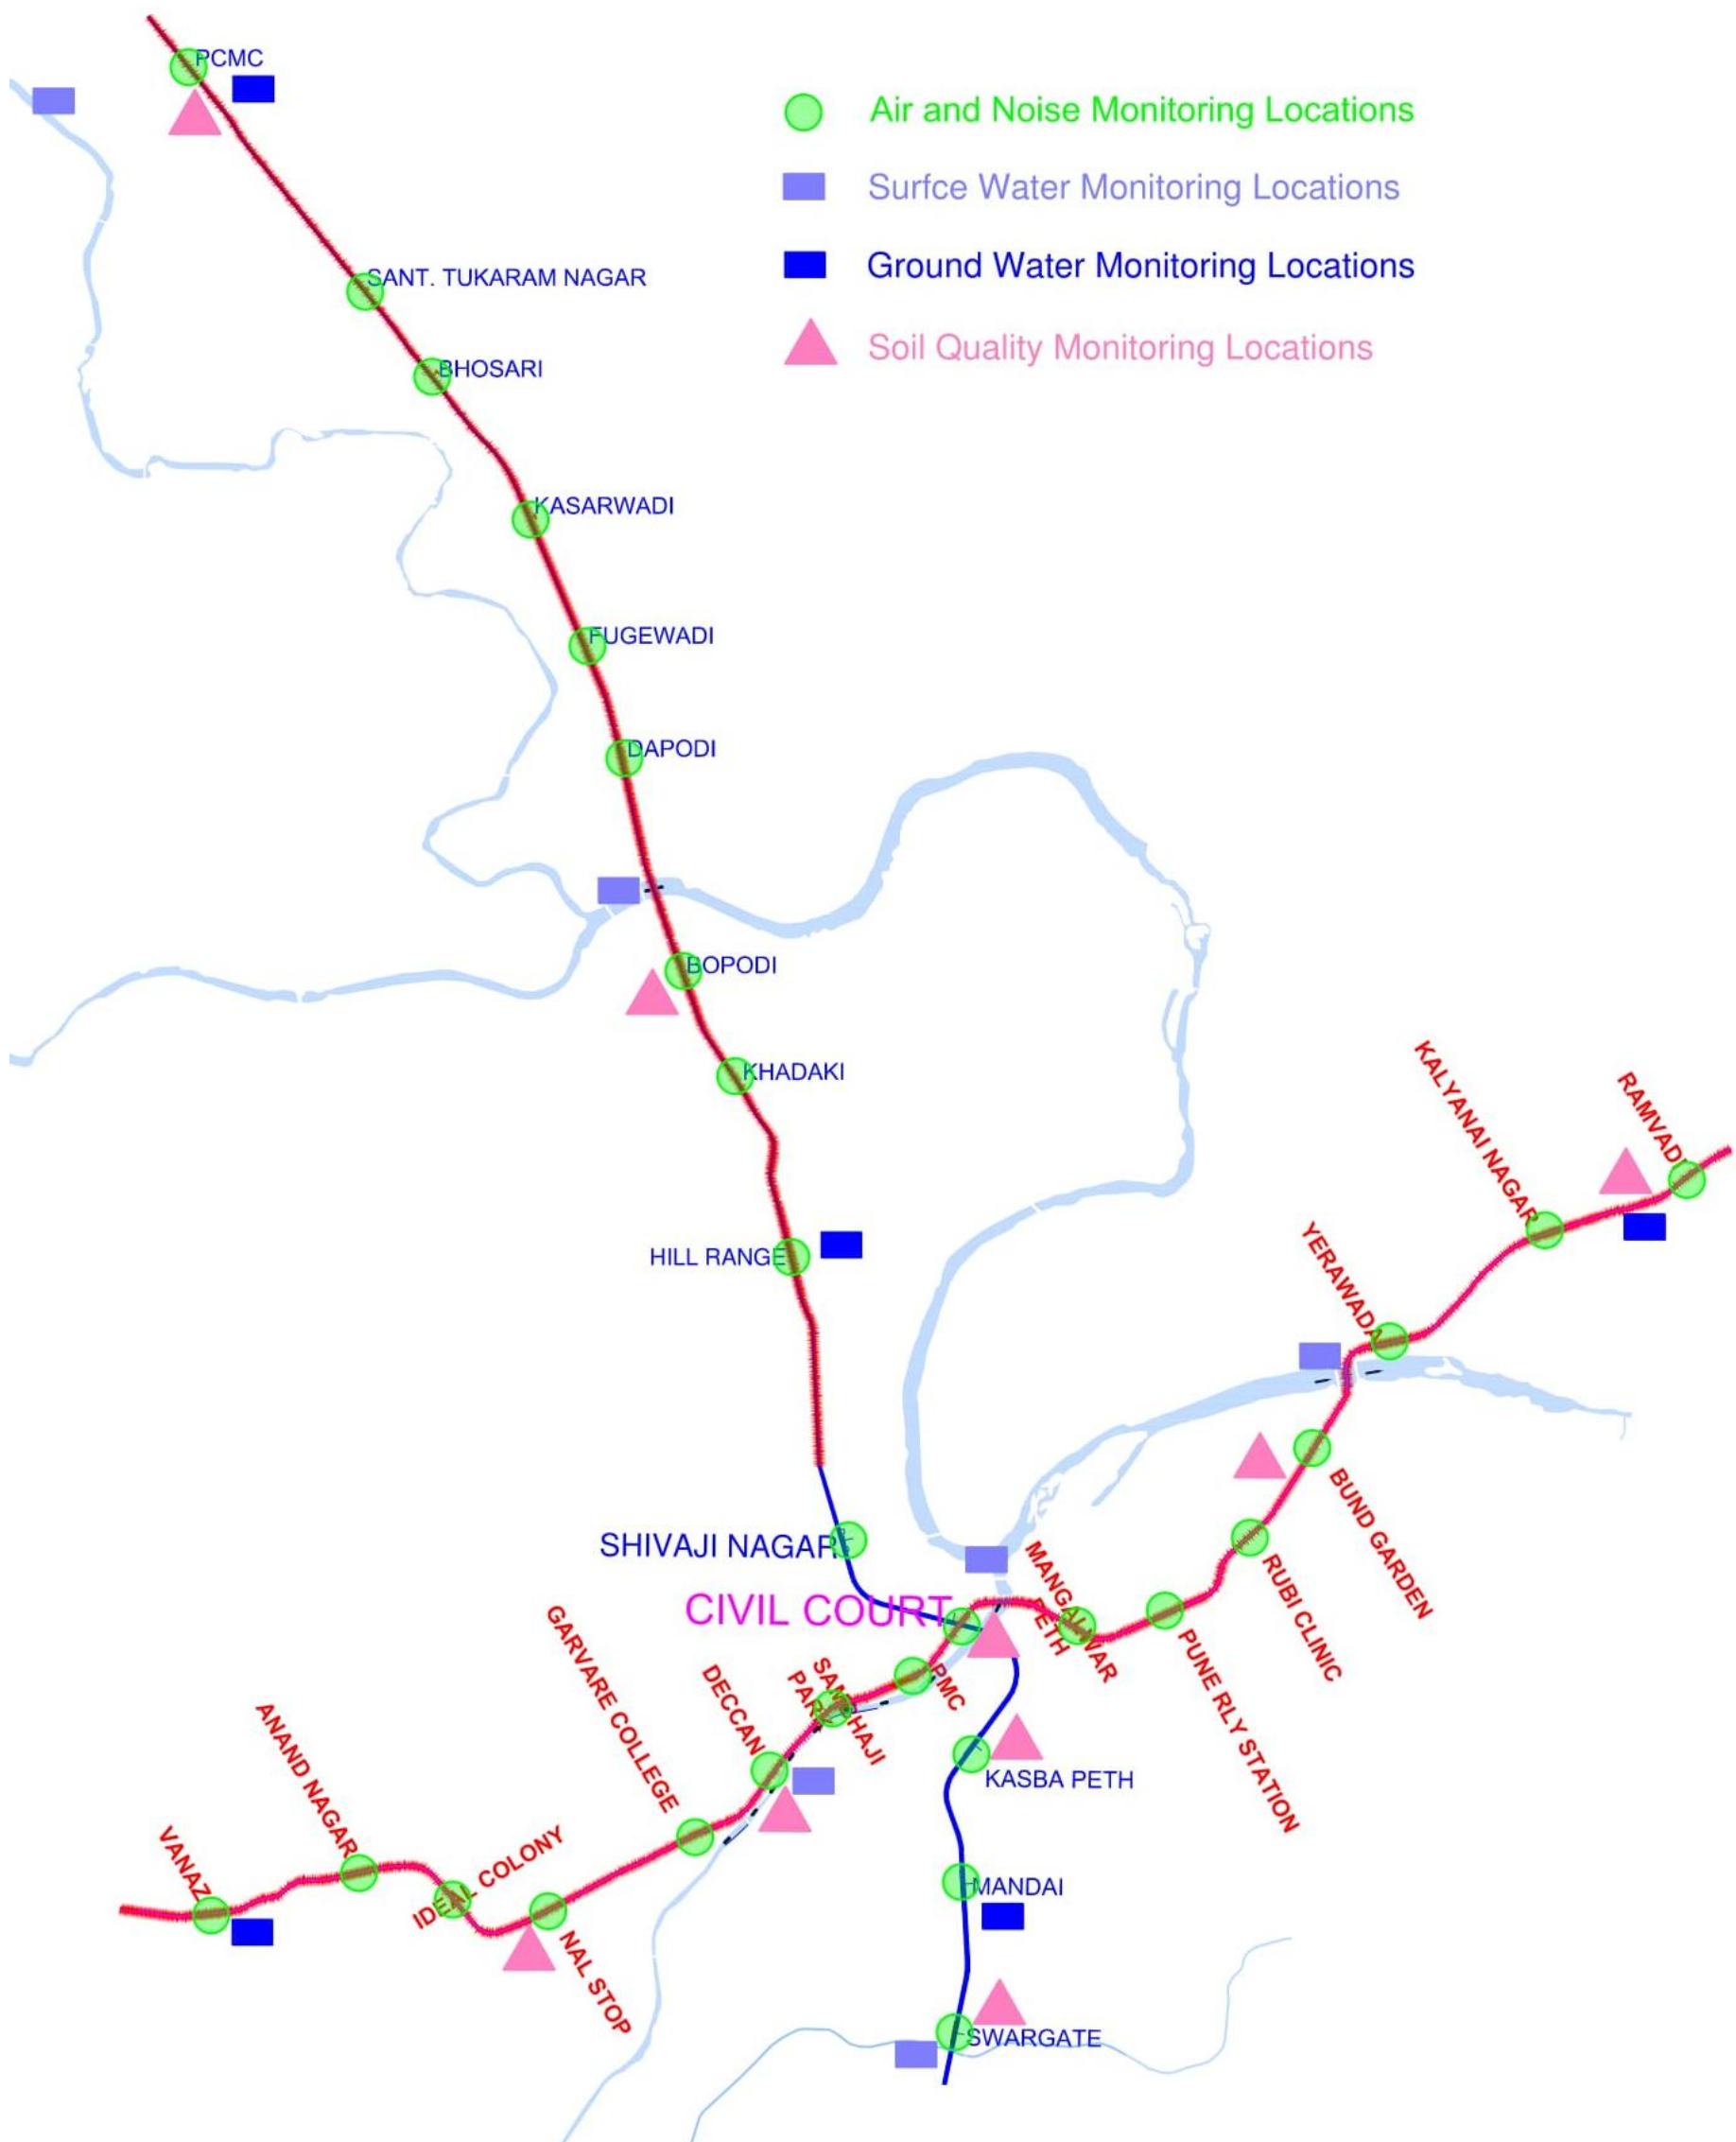 PCMC
Air and Noise Monitoring Locations
Surfce Water Monitoring Locations
Ground Water Monitoring Locations
Soil Quality Monitoring Locations
SANT. TUKARAM NAGAR
BHOSARI
KASARWADI
FUGEWADI
DAPODI
BOPODI
KHADAKI
HILL RANGE
KALYANAI NAGAR
RAMVADI
YERAWADA
BUND GARDEN
SHIVAJI NAGAR
CIVIL COURT
MANGALWAR
PETH
RUBI CLINIC
PUNE RLY STATION
GARVARE COLLEGE
DECCAN
SAMBHAJI
PARK
PMC
KASBA PETH
ANAND NAGAR
VANAZ
IDEAL COLONY
NAL STOP
MANDAI
SWARGATE